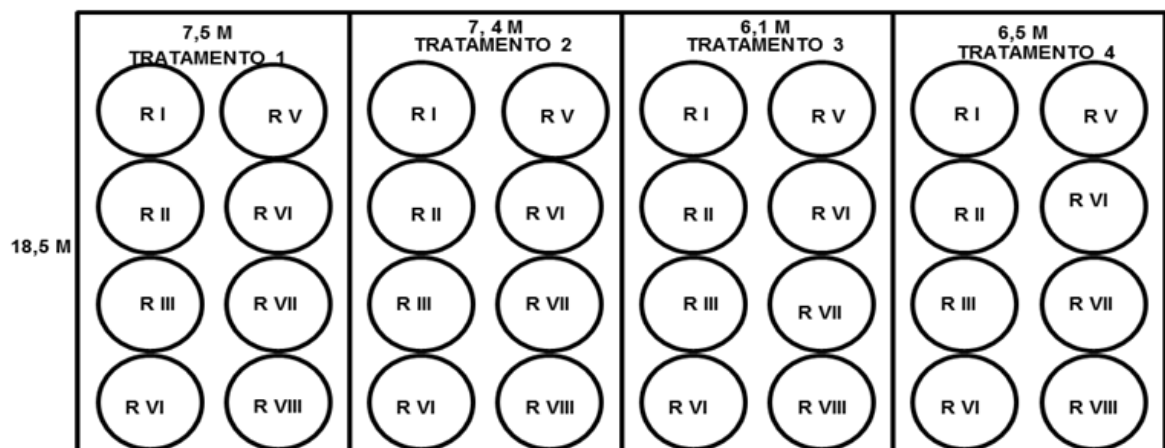 7,5 M
TRATAMENTO 1
7, 4 M
TRATAMENTO 2
6,1 M
TRATAMENTO 3
6,5 M
TRATAMENTO 4
R I
R V
R I
R V
R I
R V
R I
R V
R II
R VI
R II
R VI
R II
R VI
R II
R VI
18,5 M
R III
R VII
R III
R VII
R III
R VII
R III
R VII
R VI
R VIII
R VI
R VIII
R VI
R VIII
R VI
R VIII